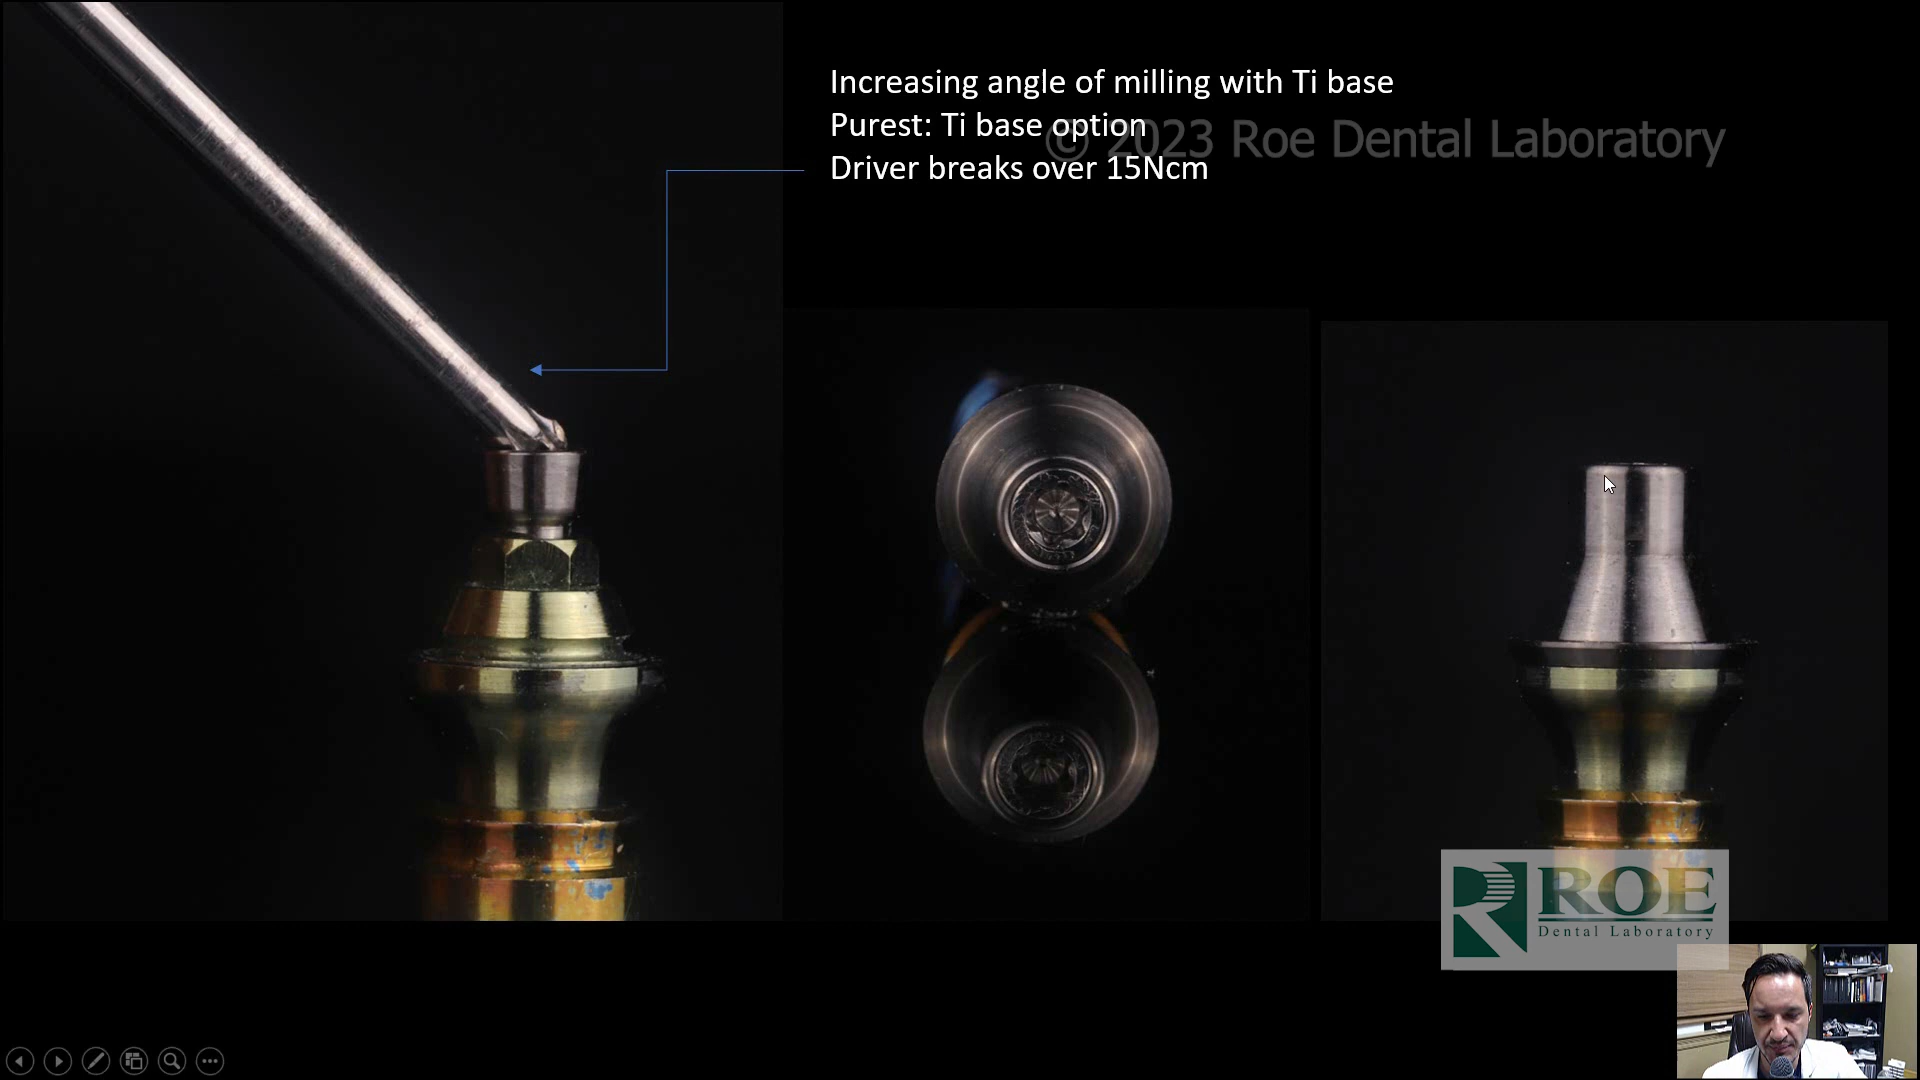 Increasing angle of milling with Ti base
Purest: Ti base option
© 2023 Roe Dental Laboratory
Driver breaks over 15Ncm
R ROE
Dental Laboratory